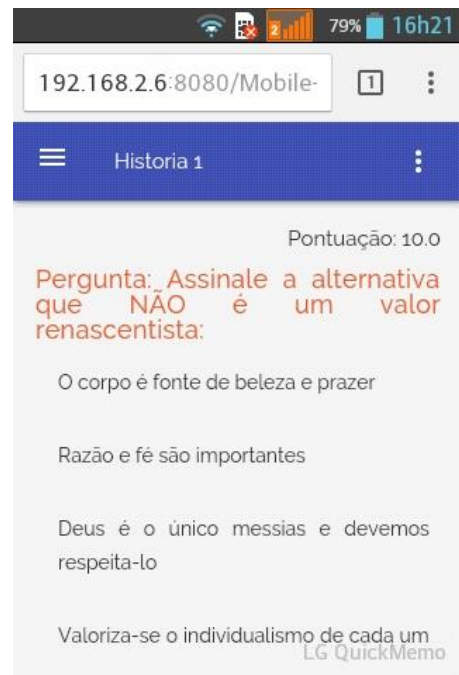 2 79% 16h21
192.168.2.6:8080/Mobile- 1
Historia 1
Pontuação: 10.0
Pergunta: Assinale a alternativa
que NÃO é um valor
renascentista:
O corpo é fonte de beleza e prazer
Razão e fé são importantes
Deus é o único messias e devemos
respeita-lo
Valoriza-se o individualismo de cada um
LG QuickMemo